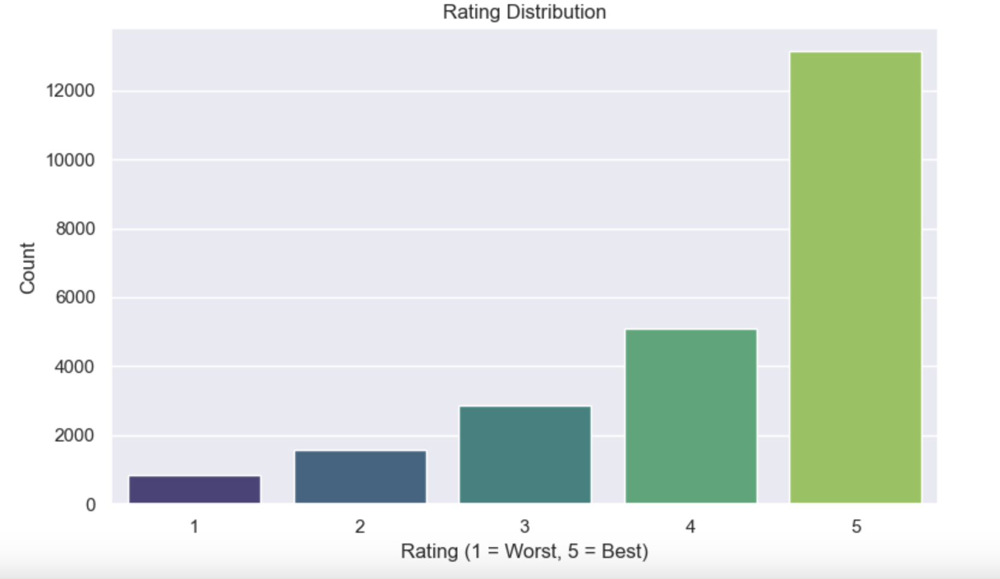 Rating Distribution
12000
10000
8000
6000
4000
2000
0
Count
1 2 3 4 5
Rating (1 = Worst, 5 = Best)